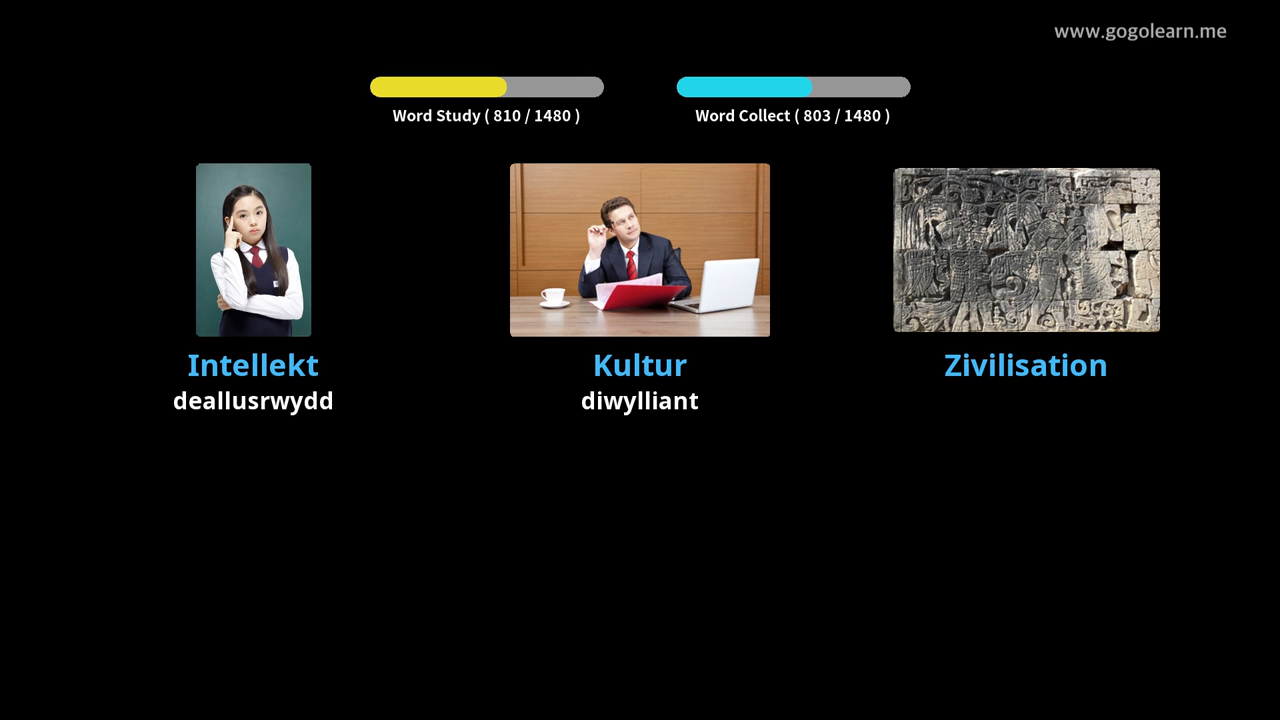 www.gogolearn.me
Word Study ( 810 / 1480 )
Word Collect ( 803 / 1480 )
Intellekt
deallusrwydd
Kultur
diwylliant
Zivilisation